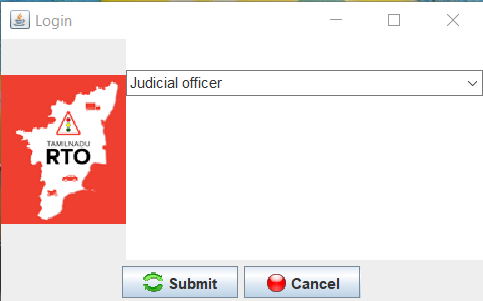 Login
Judicial officer
TAMILNADU
RTO
Submit
Cancel